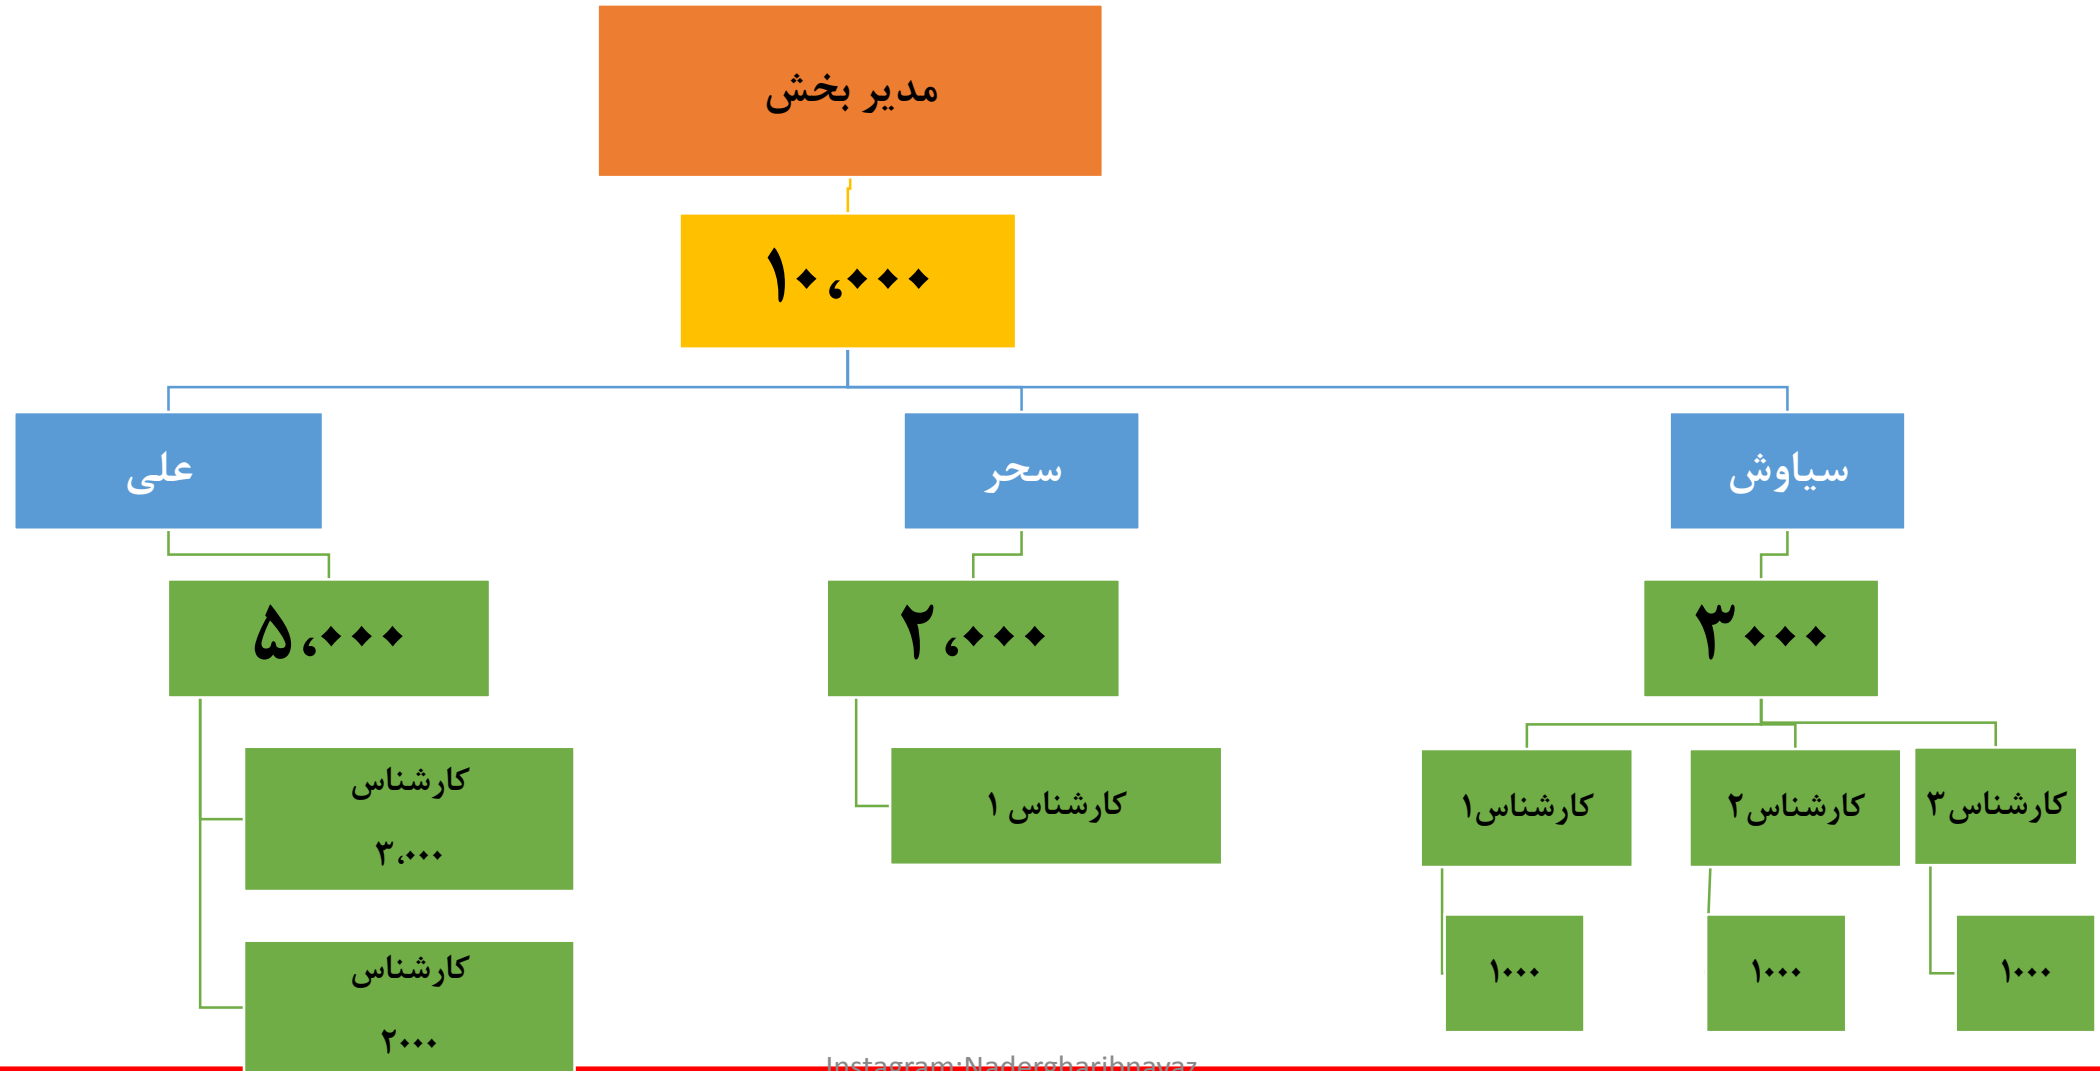 مدیر بخش
۱۰،۰۰۰
سیاوش
سحر
علی
۳۰۰۰
۲،۰۰۰
۵،۰۰۰
کارشناس۳
کارشناس۲
کارشناس۱
کارشناس ۱
کارشناس
۳،۰۰۰
۱۰۰۰
۱۰۰۰
۱۰۰۰
کارشناس
۲۰۰۰
Instagram:Nadergharibnavaz